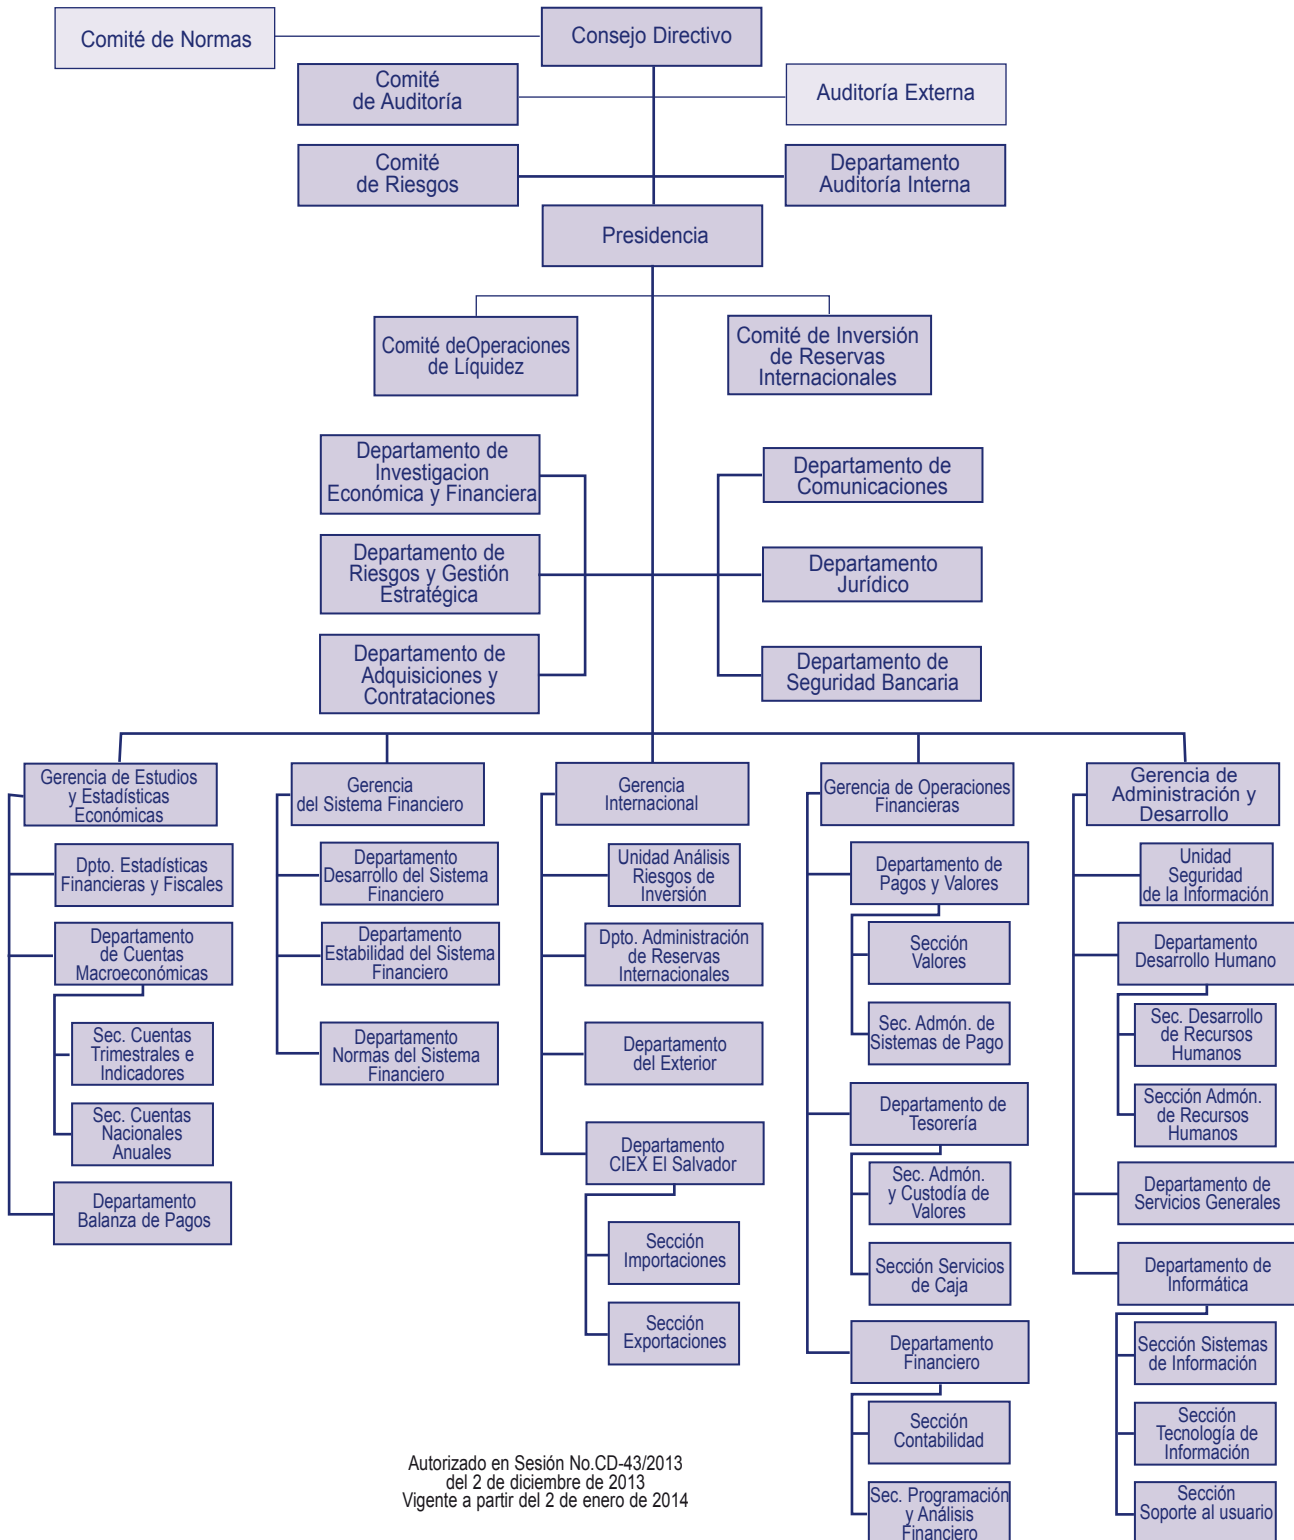 Comité de Normas
Consejo Directivo
Comité
de Auditoría
Auditoría Externa
Comité
de Riesgos
Departamento
Auditoría Interna
Presidencia
Comité deOperaciones
de Líquidez
Comité de Inversión
de Reservas
Internacionales
Departamento de
Investigacion
Económica y Financiera
Departamento de
Comunicaciones
Departamento de
Riesgos y Gestión
Estratégica
Departamento
Jurídico
Departamento de
Adquisiciones y
Contrataciones
Departamento de
Seguridad Bancaria
Gerencia de Estudios
y Estadísticas
Económicas
Dpto. Estadísticas
Financieras y Fiscales
Departamento
de Cuentas
Macroeconómicas
Sec. Cuentas
Trimestrales e
Indicadores
Sec. Cuentas
Nacionales
Anuales
Departamento
Balanza de Pagos
Gerencia
del Sistema Financiero
Departamento
Desarrollo del Sistema
Financiero
Departamento
Estabilidad del Sistema
Financiero
Departamento
Normas del Sistema
Financiero
Gerencia
Internacional
Unidad Análisis
Riesgos de
Inversión
Dpto. Administración
de Reservas
Internacionales
Departamento
del Exterior
Departamento
CIEX El Salvador
Sección
Importaciones
Sección
Exportaciones
Gerencia de Operaciones
Financieras
Departamento de
Pagos y Valores
Sección
Valores
Sec. Admón. de
Sistemas de Pago
Departamento de
Tesorería
Sec. Admón.
y Custodía de
Valores
Sección Servicios
de Caja
Departamento
Financiero
Sección
Contabilidad
Sec. Programación
y Análisis
Financiero
Gerencia de
Administración y
Desarrollo
Unidad
Seguridad
de la Información
Departamento
Desarrollo Humano
Sec. Desarrollo
de Recursos
Humanos
Sección Admón.
de Recursos
Humanos
Departamento de
Servicios Generales
Departamento de
Informática
Sección Sistemas
de Información
Sección
Tecnología de
Información
Sección
Soporte al usuario
Autorizado en Sesión No.CD-43/2013
del 2 de diciembre de 2013
Vigente a partir del 2 de enero de 2014